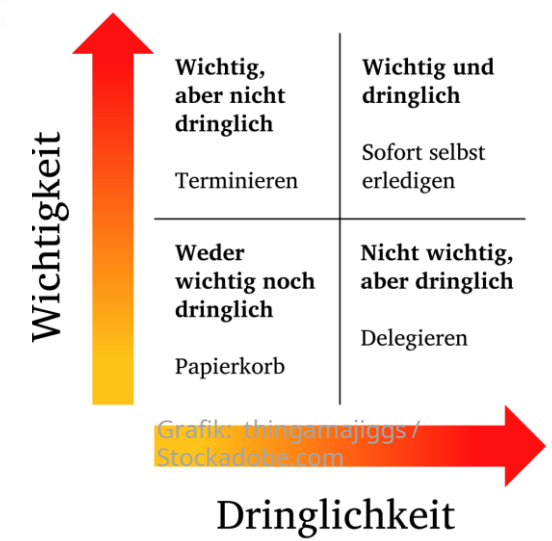 Wichtigkeit
Wichtig,
aber nicht
dringlich
Terminieren
Wichtig und
dringlich
Sofort selbst
erledigen
Weder
wichtig noch
dringlich
Papierkorb
Nicht wichtig,
aber dringlich
Delegieren
Grafik: thingamajiggs /
Stockadobe.com
Dringlichkeit